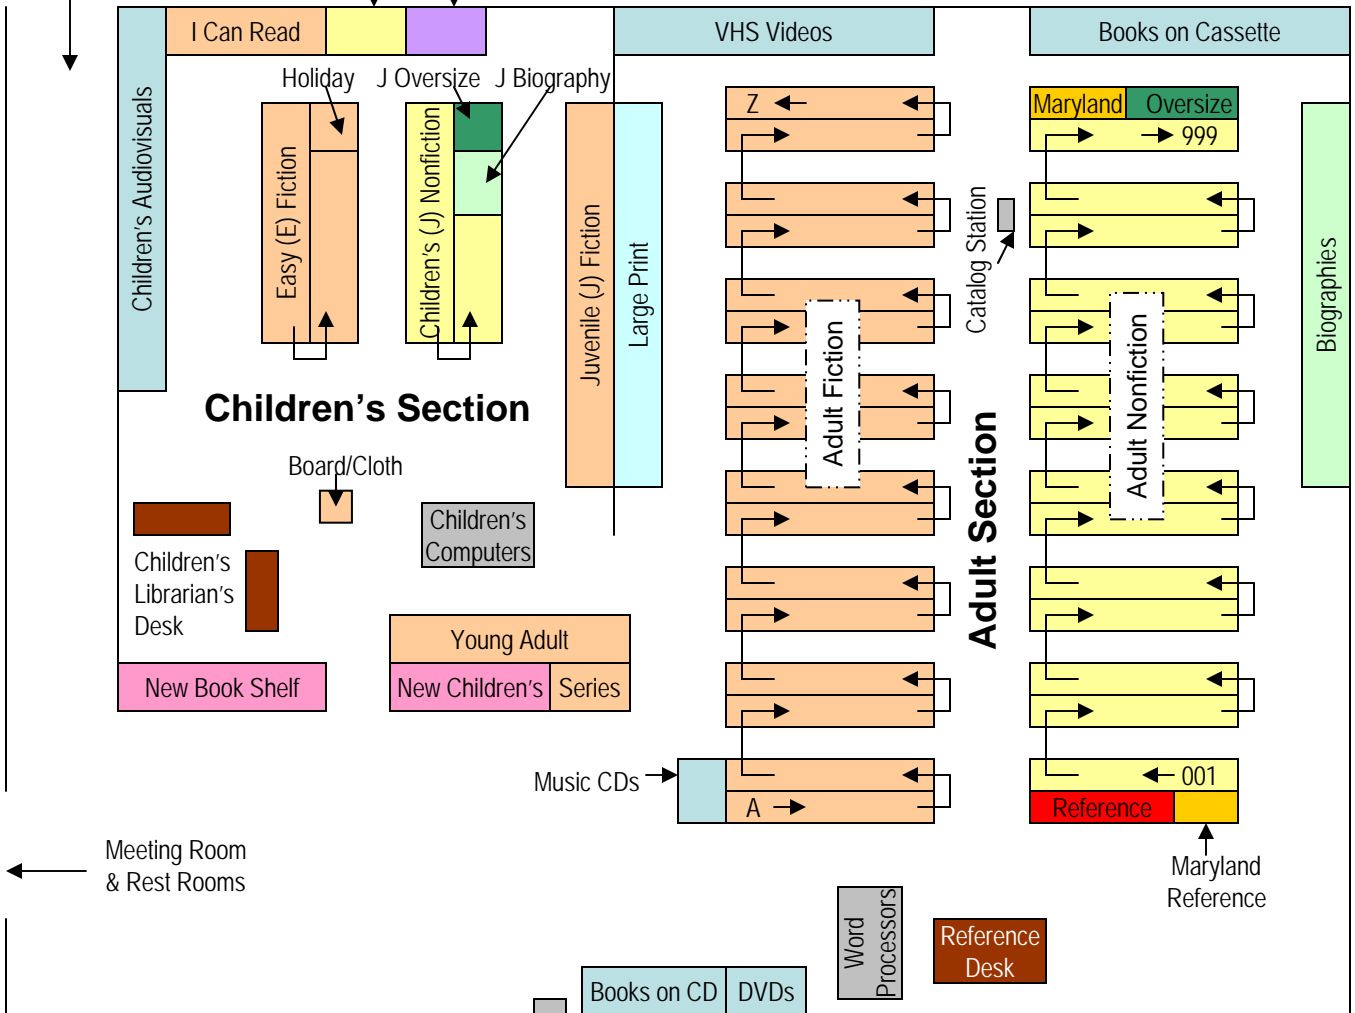 I Can Read
VHS Videos
Books on Cassette
Holiday
J Oversize
J Biography
Children's Audiovisuals
Easy (E) Fiction
Children's (J) Nonfiction
Juvenile (J) Fiction
Large Print
Z
Maryland
Oversize
999
Catalog Station
Biographies
Adult Fiction
Adult Nonfiction
Children's Section
Adult Section
Board/Cloth
Children's
Computers
Children's
Librarian's
Desk
Young Adult
New Book Shelf
New Children's
Series
Music CDs
A
001
Reference
Maryland
Reference
Meeting Room
& Rest Rooms
Word
Processors
Reference
Desk
Books on CD
DVDs